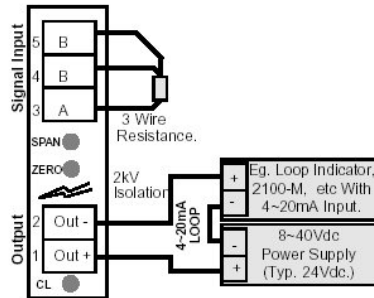 Signal Input
5 B
4 B
3 A
3 Wire
Resistance.
SPAN
ZERO
2kV
Isolation
Output
2 Out -
1 Out +
CL
4~20mA
LOOP
+
-
Eg. Loop Indicator,
2100-M, etc With
4~20mA Input.
-
+
8~40Vdc
Power Supply
(Typ. 24Vdc.)